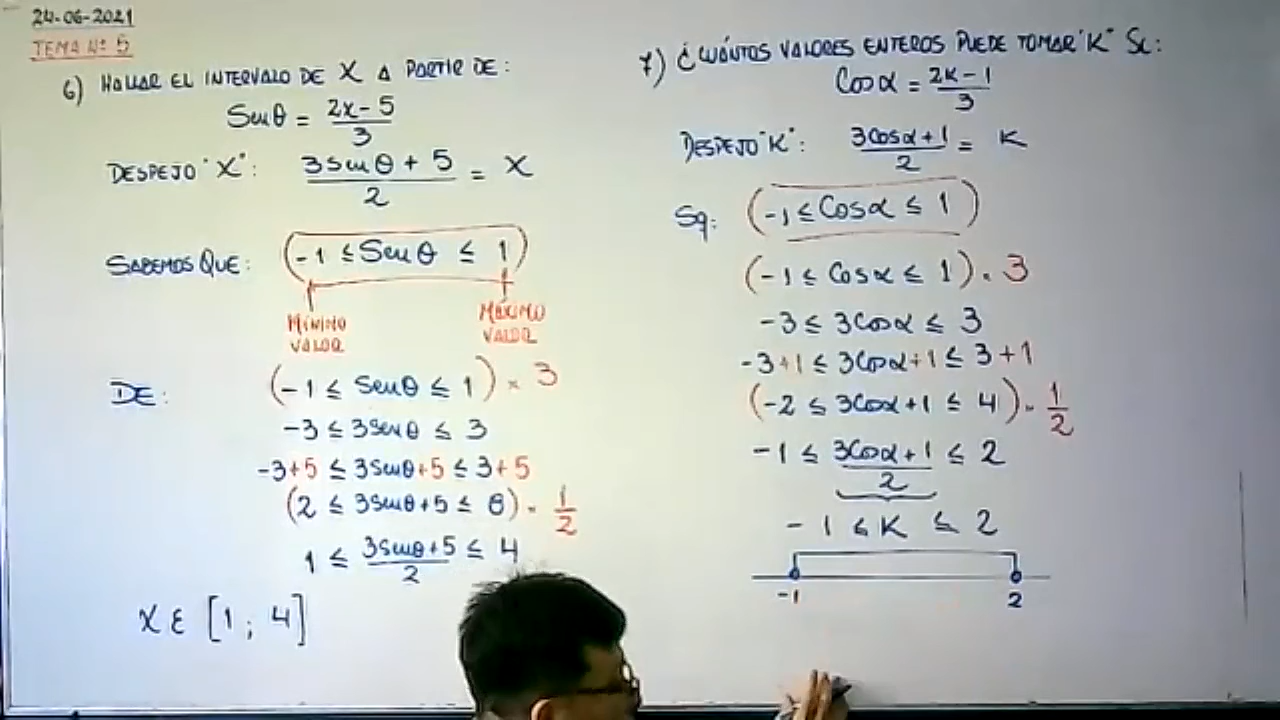 24-06-2021
TEMA Nº 5
6) HALLAR EL INTERVALO DE X A PARTIR DE:
Senθ = (2x - 5)/3
DESPEJO "X": (3senθ + 5)/2 = X
SABEMOS QUE: (-1 ≤ Senθ ≤ 1)
MÍNIMO VALOR
MÁXIMO VALOR
DE: (-1 ≤ senθ ≤ 1) × 3
-3 ≤ 3senθ ≤ 3
-3+5 ≤ 3senθ+5 ≤ 3+5
(2 ≤ 3senθ+5 ≤ 8) · 1/2
1 ≤ (3senθ+5)/2 ≤ 4
X ε [1; 4]
7) ¿CUÁNTOS VALORES ENTEROS PUEDE TOMAR "K" SI:
Cosα = (2K - 1)/3
DESPEJO "K": (3cosα+1)/2 = K
Sq: (-1 ≤ Cosα ≤ 1)
(-1 ≤ Cosα ≤ 1) · 3
-3 ≤ 3Cosα ≤ 3
-3+1 ≤ 3Cosα+1 ≤ 3+1
(-2 ≤ 3Cosα+1 ≤ 4) · 1/2
-1 ≤ (3Cosα+1)/2 ≤ 2
-1 ≤ K ≤ 2
-1 2